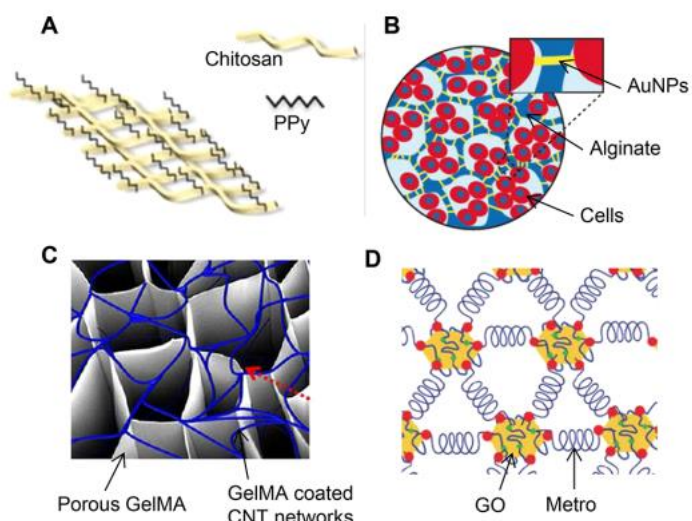 A
Chitosan
PPy
B
AuNPs
Alginate
Cells
C
Porous GelMA
GelMA coated
CNT networks
D
GO
Metro